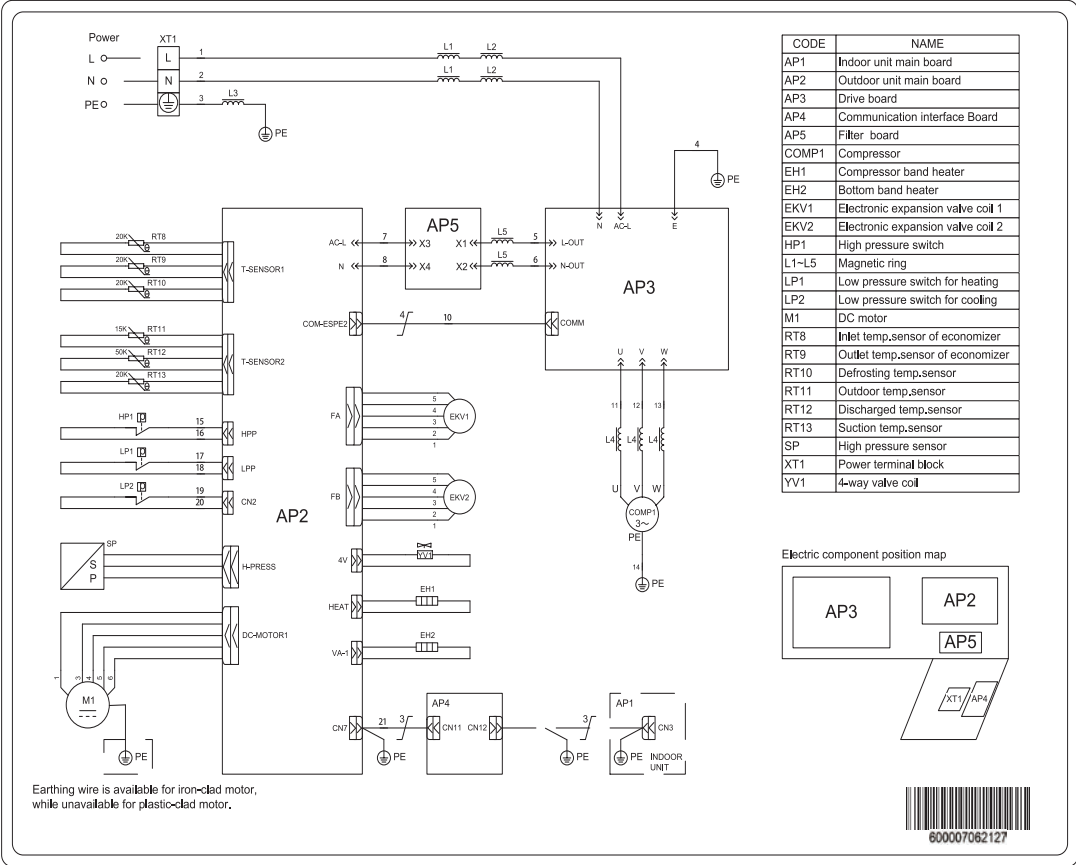 Power
XT1
L
L
1
L1
L2
N
N
2
L1
L2
PE
3
L3
PE
4
PE
N
AC-L
E
AP3
L-OUT
N-OUT
COMM
U
V
W
AP5
X3
X1
X4
X2
L5
5
L5
6
AC-L
7
N
8
COM-ESPE2
4
10
20K
RT8
20K
RT9
20K
RT10
T-SENSOR1
15K
RT11
50K
RT12
20K
RT13
T-SENSOR2
HP1
15
16
HPP
LP1
17
18
LPP
LP2
19
20
CN2
AP2
SP
S
P
H-PRESS
DC-MOTOR1
1
3
4
5
6
M1
PE
FA
5
4
3
2
1
EKV1
FB
5
4
3
2
1
EKV2
4V
YV1
HEAT
EH1
VA-1
EH2
11
12
13
L4
L4
L4
U
V
W
COMP1
3~
PE
14
PE
CN7
21
3
PE
AP4
CN11
CN12
3
PE
AP1
CN3
PE
INDOOR
UNIT
Earthing wire is available for iron-clad motor,
while unavailable for plastic-clad motor.
CODE NAME
AP1 Indoor unit main board
AP2 Outdoor unit main board
AP3 Drive board
AP4 Communication interface Board
AP5 Filter board
COMP1 Compressor
EH1 Compressor band heater
EH2 Bottom band heater
EKV1 Electronic expansion valve coil 1
EKV2 Electronic expansion valve coil 2
HP1 High pressure switch
L1~L5 Magnetic ring
LP1 Low pressure switch for heating
LP2 Low pressure switch for cooling
M1 DC motor
RT8 Inlet temp.sensor of economizer
RT9 Outlet temp.sensor of economizer
RT10 Defrosting temp.sensor
RT11 Outdoor temp.sensor
RT12 Discharged temp.sensor
RT13 Suction temp.sensor
SP High pressure sensor
XT1 Power terminal block
YV1 4-way valve coil
Electric component position map
AP3
AP2
AP5
XT1
AP4
600007062127